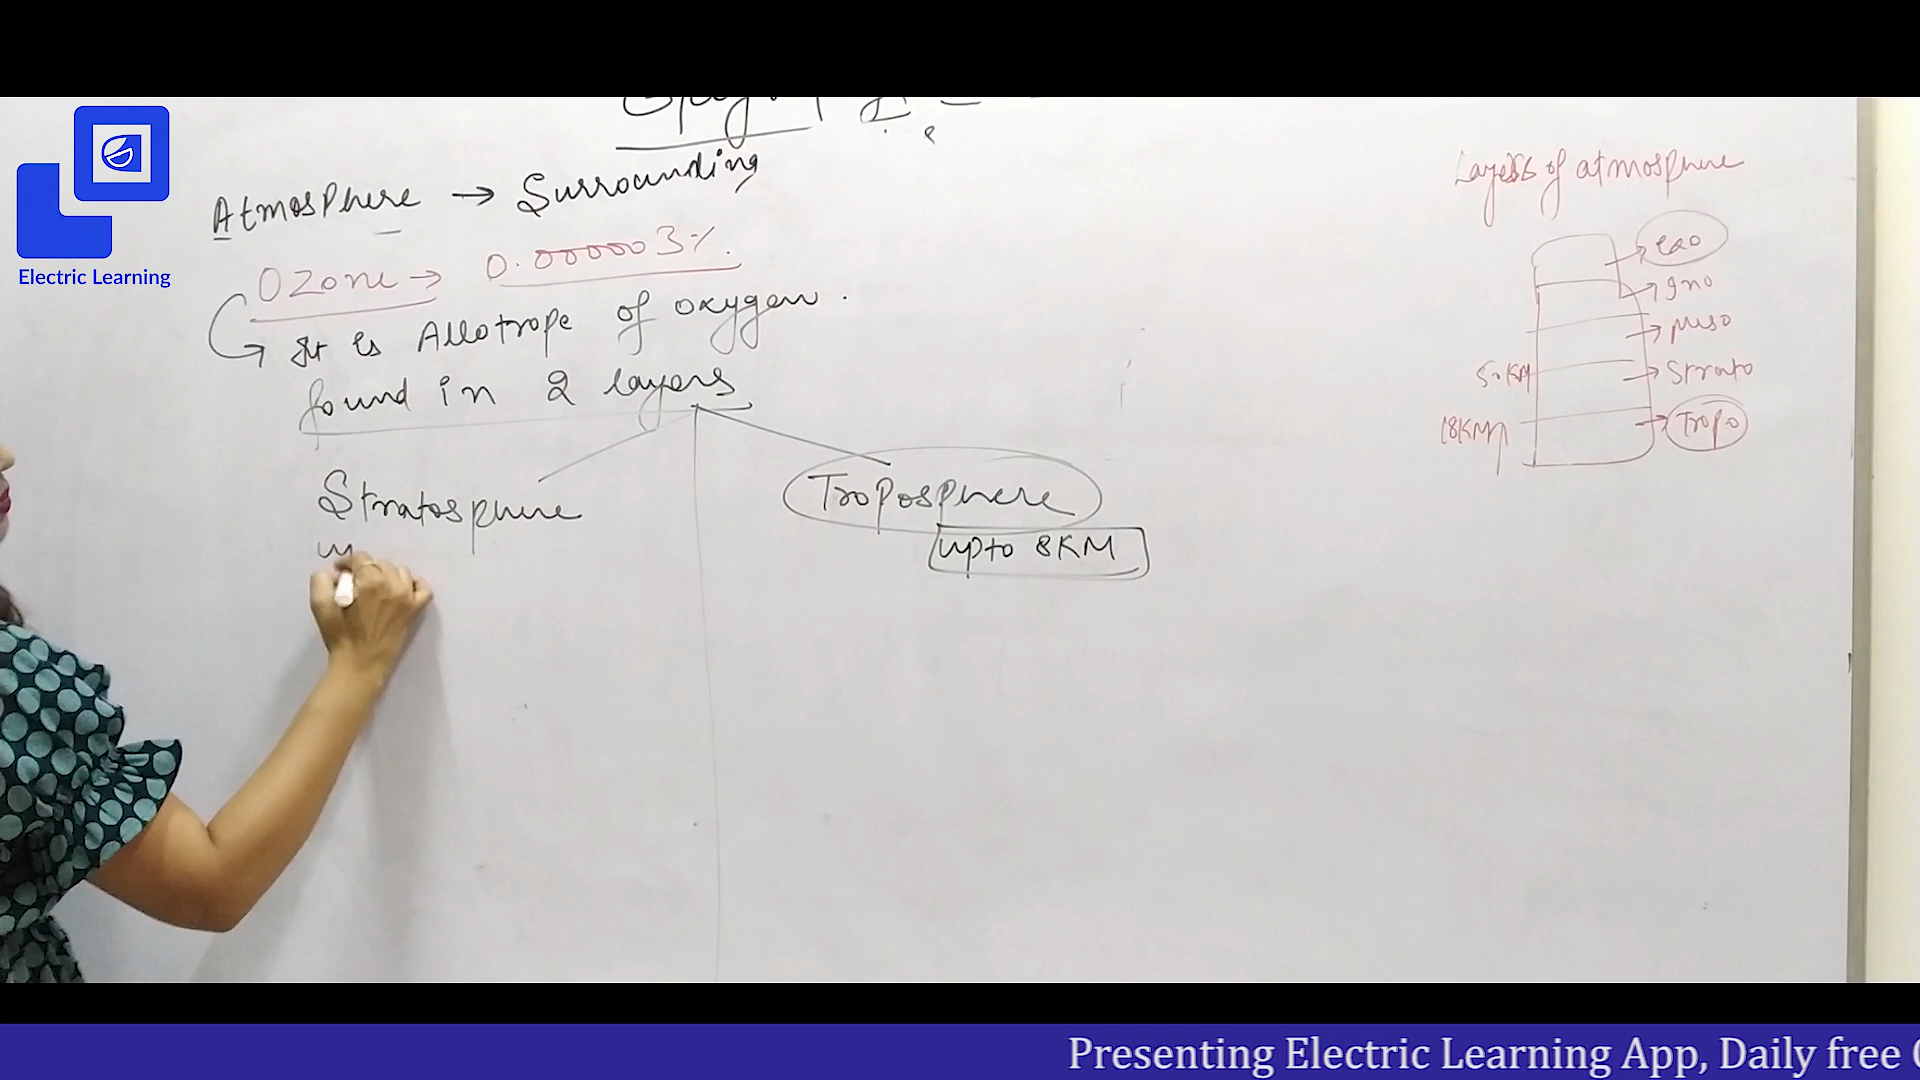 Electric Learning
Atmosphere → Surrounding
Ozone → 0.000003%.
It is Allotrope of oxygen.
found in 2 layers
Stratosphere
Troposphere
upto 8KM
Layers of atmosphere
Exo
Ino
Meso
50KM
Strato
18KM
Tropo
Presenting Electric Learning App, Daily free